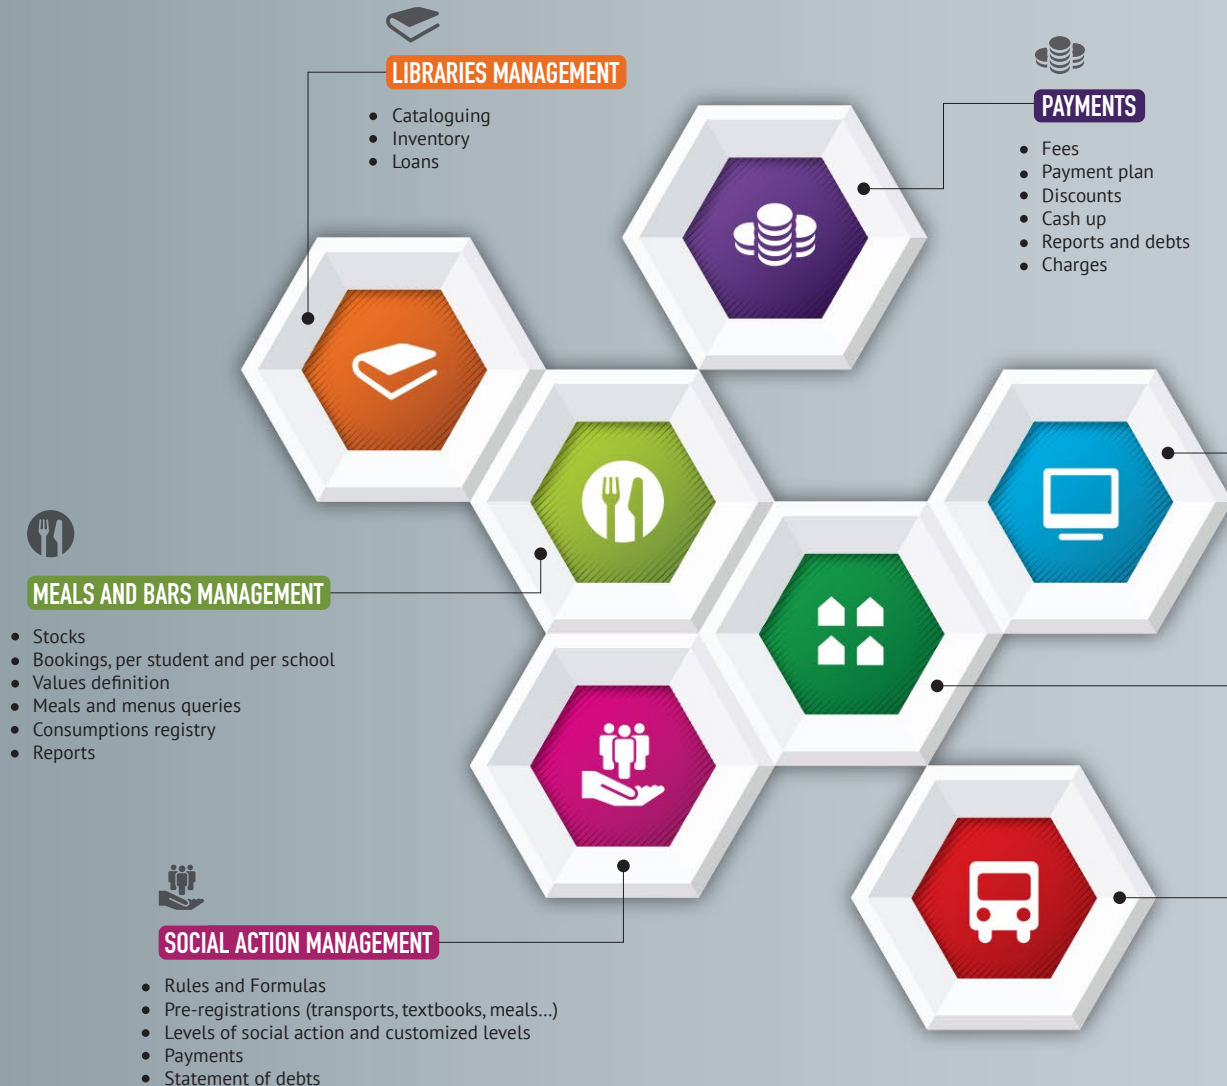 LIBRARIES MANAGEMENT
Cataloguing
Inventory
Loans
PAYMENTS
Fees
Payment plan
Discounts
Cash up
Reports and debts
Charges
MEALS AND BARS MANAGEMENT
Stocks
Bookings, per student and per school
Values definition
Meals and menus queries
Consumptions registry
Reports
SOCIAL ACTION MANAGEMENT
Rules and Formulas
Pre-registrations (transports, textbooks, meals...)
Levels of social action and customized levels
Payments
Statement of debts